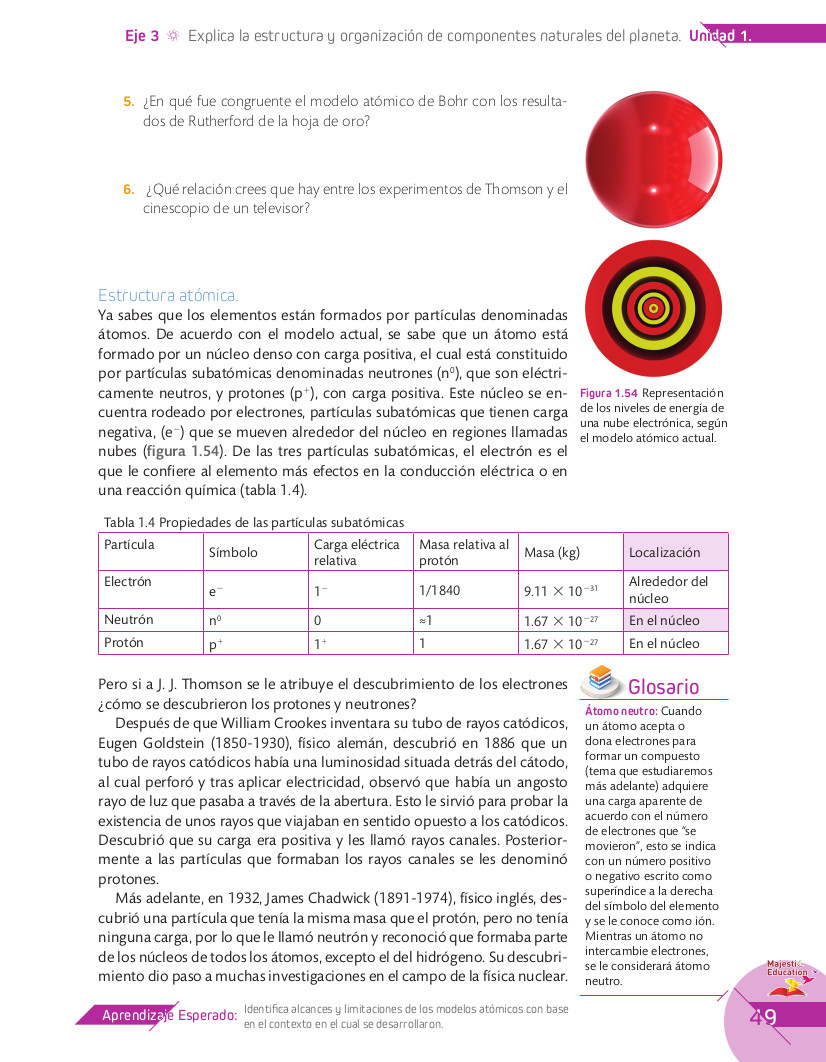 Eje 3 Explica la estructura y organización de componentes naturales del planeta. Unidad 1.
5. ¿En qué fue congruente el modelo atómico de Bohr con los resulta-
dos de Rutherford de la hoja de oro?
6. ¿Qué relación crees que hay entre los experimentos de Thomson y el
cinescopio de un televisor?
Estructura atómica.
Ya sabes que los elementos están formados por partículas denominadas
átomos. De acuerdo con el modelo actual, se sabe que un átomo está
formado por un núcleo denso con carga positiva, el cual está constituido
por partículas subatómicas denominadas neutrones (n⁰), que son eléctri-
camente neutros, y protones (p⁺), con carga positiva. Este núcleo se en-
cuentra rodeado por electrones, partículas subatómicas que tienen carga
negativa, (e⁻) que se mueven alrededor del núcleo en regiones llamadas
nubes (figura 1.54). De las tres partículas subatómicas, el electrón es el
que le confiere al elemento más efectos en la conducción eléctrica o en
una reacción química (tabla 1.4).
Figura 1.54 Representación
de los niveles de energía de
una nube electrónica, según
el modelo atómico actual.
Tabla 1.4 Propiedades de las partículas subatómicas
Partícula Símbolo Carga eléctrica relativa Masa relativa al protón Masa (kg) Localización
Electrón e⁻ 1⁻ 1/1840 9.11 × 10⁻³¹ Alrededor del núcleo
Neutrón n⁰ 0 ≈1 1.67 × 10⁻²⁷ En el núcleo
Protón p⁺ 1⁺ 1 1.67 × 10⁻²⁷ En el núcleo
Pero si a J. J. Thomson se le atribuye el descubrimiento de los electrones
¿cómo se descubrieron los protones y neutrones?
Después de que William Crookes inventara su tubo de rayos catódicos,
Eugen Goldstein (1850-1930), físico alemán, descubrió en 1886 que un
tubo de rayos catódicos había una luminosidad situada detrás del cátodo,
al cual perforó y tras aplicar electricidad, observó que había un angosto
rayo de luz que pasaba a través de la abertura. Esto le sirvió para probar la
existencia de unos rayos que viajaban en sentido opuesto a los catódicos.
Descubrió que su carga era positiva y les llamó rayos canales. Posterior-
mente a las partículas que formaban los rayos canales se les denominó
protones.
Más adelante, en 1932, James Chadwick (1891-1974), físico inglés, des-
cubrió una partícula que tenía la misma masa que el protón, pero no tenía
ninguna carga, por lo que le llamó neutrón y reconoció que formaba parte
de los núcleos de todos los átomos, excepto el del hidrógeno. Su descubri-
miento dio paso a muchas investigaciones en el campo de la física nuclear.
Glosario
Átomo neutro: Cuando
un átomo acepta o
dona electrones para
formar un compuesto
(tema que estudiaremos
más adelante) adquiere
una carga aparente de
acuerdo con el número
de electrones que “se
movieron”, esto se indica
con un número positivo
o negativo escrito como
superíndice a la derecha
del símbolo del elemento
y se le conoce como ión.
Mientras un átomo no
intercambie electrones,
se le considerará átomo
neutro.
Majestic
Education
Aprendizaje Esperado: Identifica alcances y limitaciones de los modelos atómicos con base
en el contexto en el cual se desarrollaron.
49